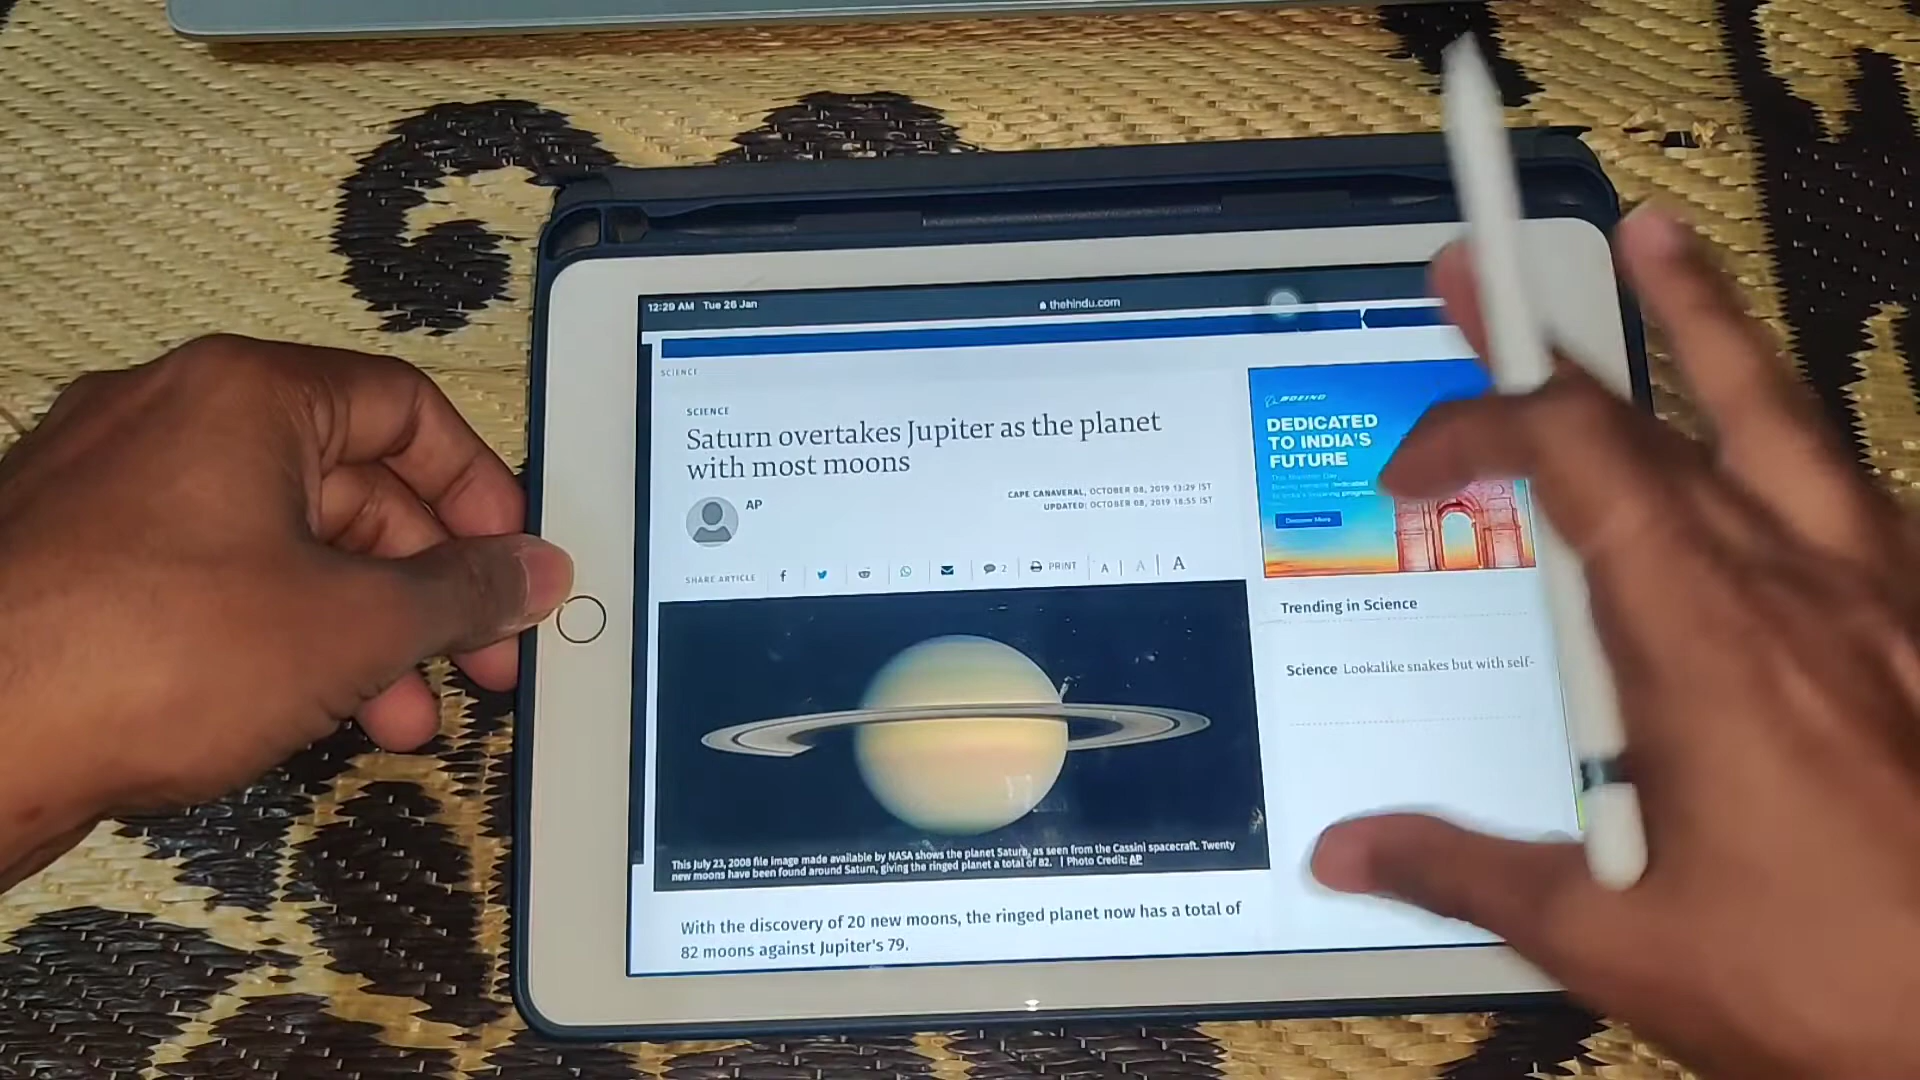 12:29 AM Tue 26 Jan
thehindu.com
SCIENCE
SCIENCE
Saturn overtakes Jupiter as the planet
with most moons
AP
CAPE CANAVERAL, OCTOBER 08, 2019 13:29 IST
UPDATED: OCTOBER 08, 2019 18:55 IST
SHARE ARTICLE
2
PRINT
A | A | A
This July 23, 2008 file image made available by NASA shows the planet Saturn, as seen from the Cassini spacecraft. Twenty
new moons have been found around Saturn, giving the ringed planet a total of 82. | Photo Credit: AP
With the discovery of 20 new moons, the ringed planet now has a total of
82 moons against Jupiter's 79.
BOEING
DEDICATED
TO INDIA'S
FUTURE
Discover More
Trending in Science
Science Lookalike snakes but with self-